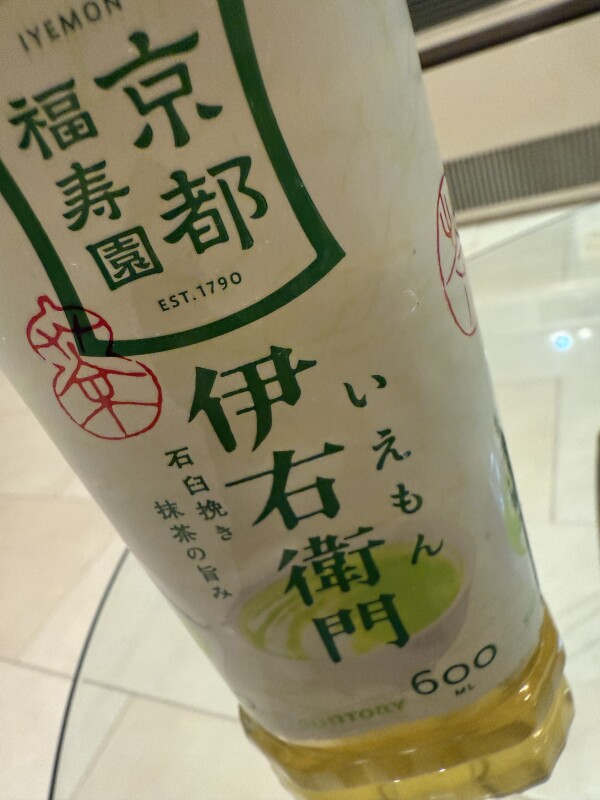 IYEMON
京都
福寿園
EST.1790
いえもん
伊右衛門
石臼挽き
抹茶の旨み
600
ML
SUNTORY
茶